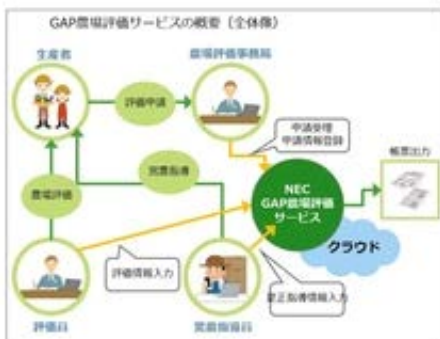 GAP農場評価サービスの概要（全体像）
生産者
農場評価事務局
評価申請
申請受理
申請情報登録
営農指導
帳票出力
農場評価
NEC
GAP農場評価
サービス
クラウド
評価情報入力
是正指導情報入力
評価員
営農指導員